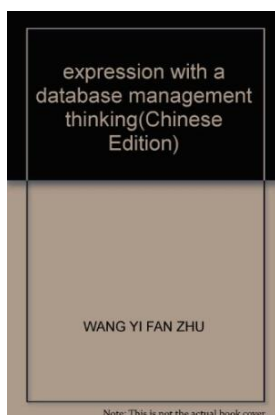 expression with a
database management
thinking(Chinese
Edition)
WANG YI FAN ZHU
Note: This is not the actual book cover